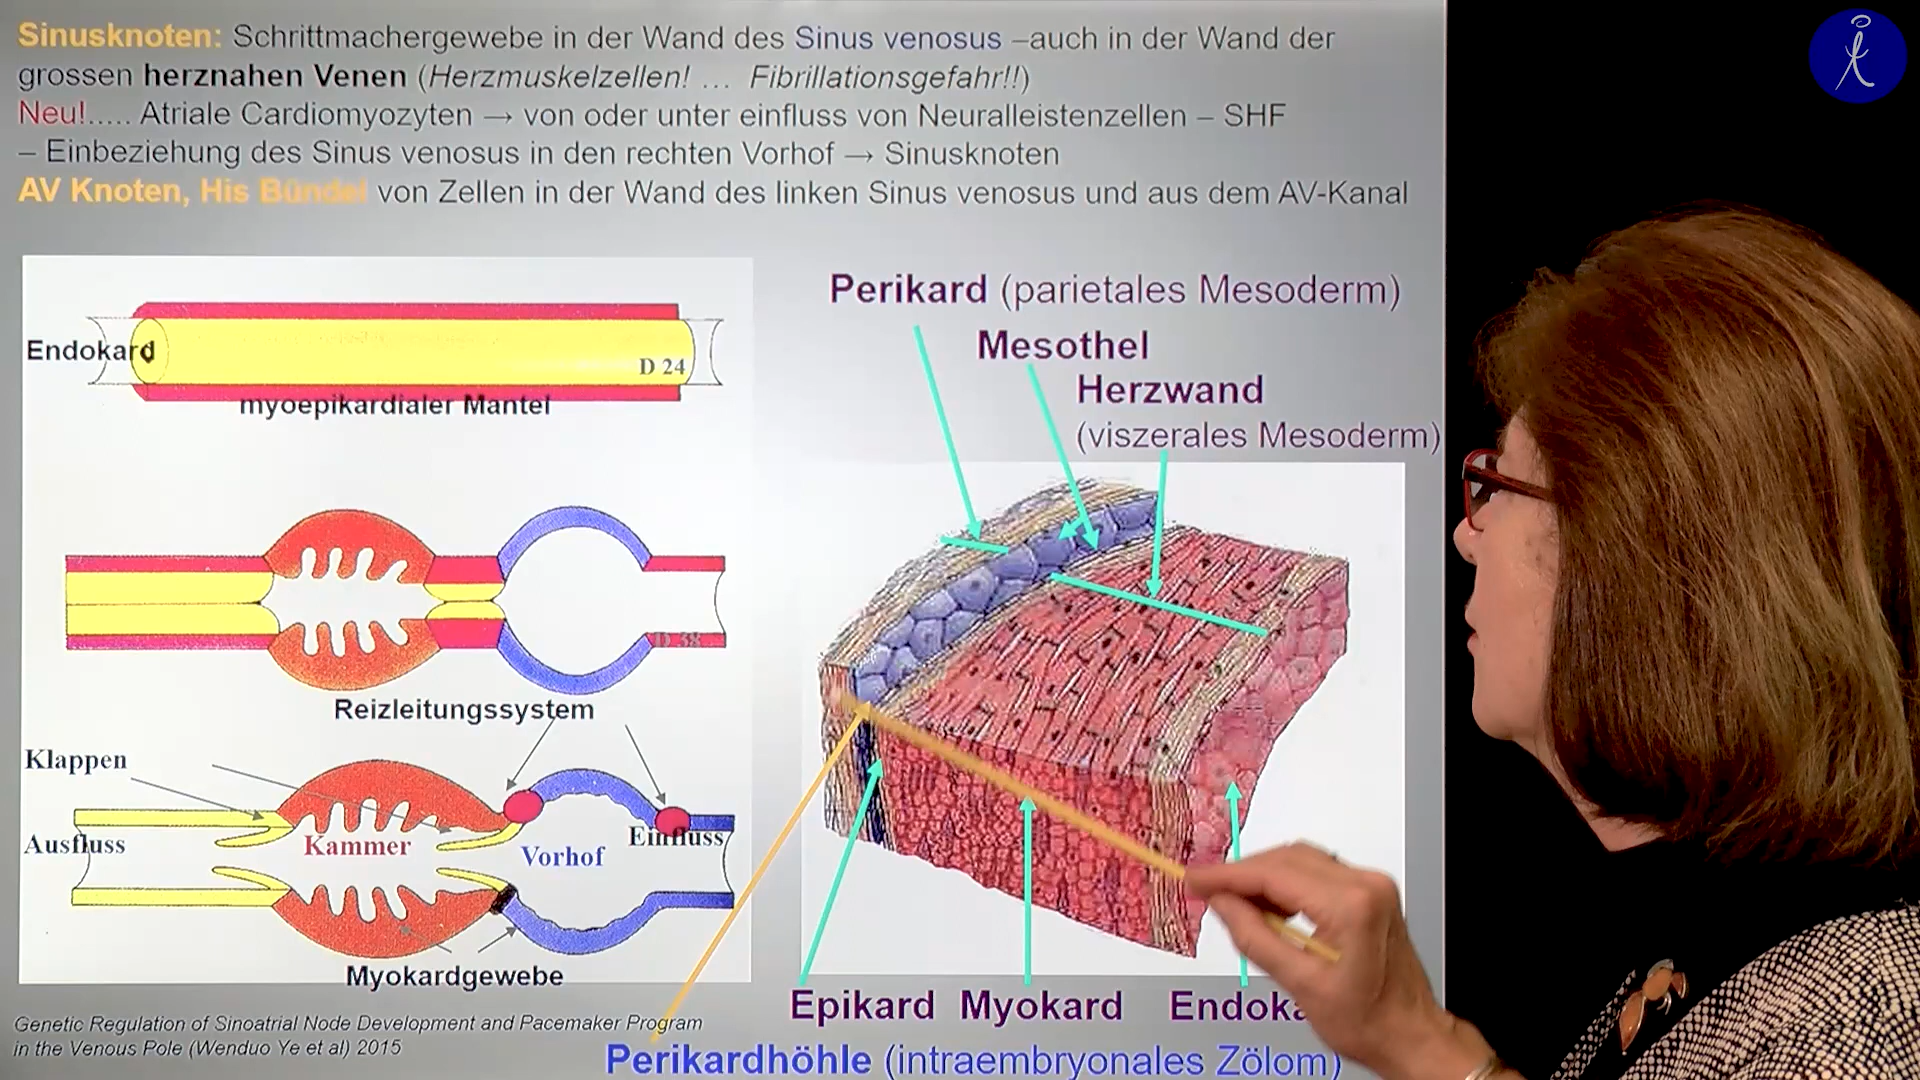 Sinusknoten: Schrittmachergewebe in der Wand des Sinus venosus –auch in der Wand der
grossen herznahen Venen (Herzmuskelzellen! ... Fibrillationsgefahr!!)
Neu!..... Atriale Cardiomyozyten → von oder unter einfluss von Neuralleistenzellen – SHF
– Einbeziehung des Sinus venosus in den rechten Vorhof → Sinusknoten
AV Knoten, His Bündel von Zellen in der Wand des linken Sinus venosus und aus dem AV-Kanal
Endokard
D 24
myoepikardialer Mantel
D 38
Reizleitungssystem
Klappen
Ausfluss
Kammer
Vorhof
Einfluss
Myokardgewebe
Genetic Regulation of Sinoatrial Node Development and Pacemaker Program
in the Venous Pole (Wenduo Ye et al) 2015
Perikard (parietales Mesoderm)
Mesothel
Herzwand
(viszerales Mesoderm)
Epikard Myokard Endoka
Perikardhöhle (intraembryonales Zölom)